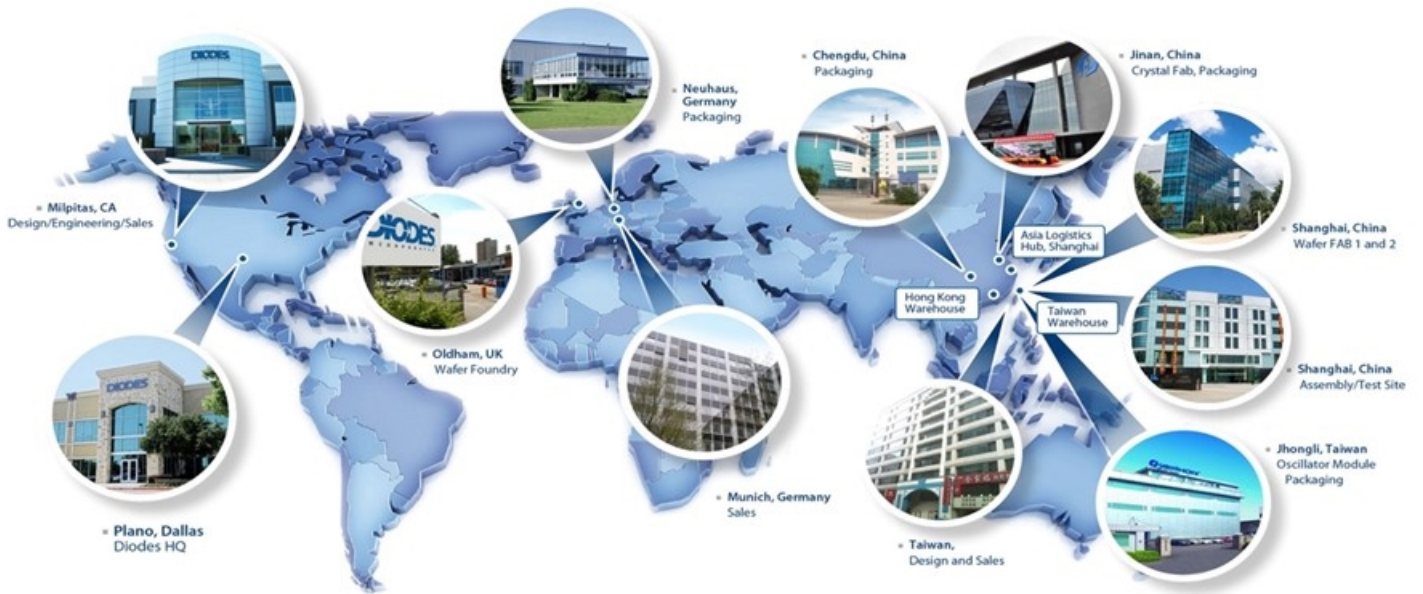 DIODES
Milpitas, CA
Design/Engineering/Sales
Neuhaus,
Germany
Packaging
Chengdu, China
Packaging
Jinan, China
Crystal Fab, Packaging
DIODES
INCORPORATED
Asia Logistics
Hub, Shanghai
Shanghai, China
Wafer FAB 1 and 2
Hong Kong
Warehouse
Taiwan
Warehouse
Oldham, UK
Wafer Foundry
DIODES
Shanghai, China
Assembly/Test Site
Plano, Dallas
Diodes HQ
Munich, Germany
Sales
Taiwan,
Design and Sales
Jhongli, Taiwan
Oscillator Module
Packaging